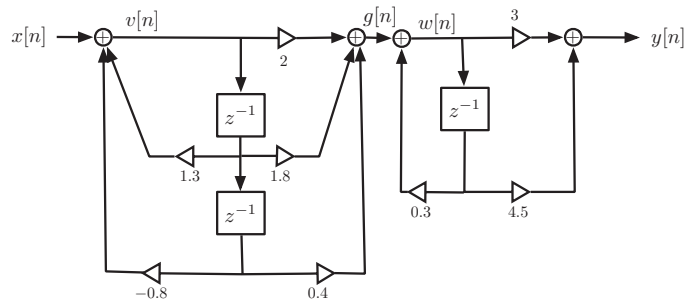 x[n] v[n] 2 g[n] w[n] 3 y[n]
z⁻¹ z⁻¹
1.3 1.8
z⁻¹ 0.3 4.5
−0.8 0.4